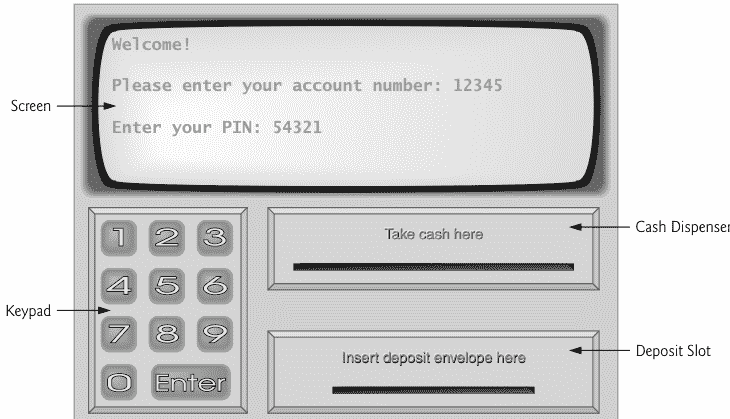 Welcome!
Please enter your account number: 12345
Screen
Enter your PIN: 54321
1 2 3
Take cash here
Cash Dispenser
4 5 6
Keypad
7 8 9
Insert deposit envelope here
Deposit Slot
0 Enter